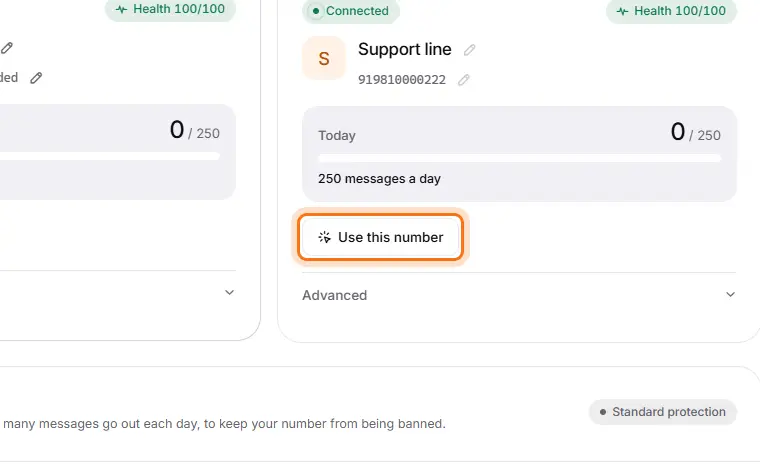 Health 100/100
Connected
Health 100/100
S
Support line
ded
919810000222
0 / 250
Today
0 / 250
250 messages a day
Use this number
Advanced
Standard protection
many messages go out each day, to keep your number from being banned.